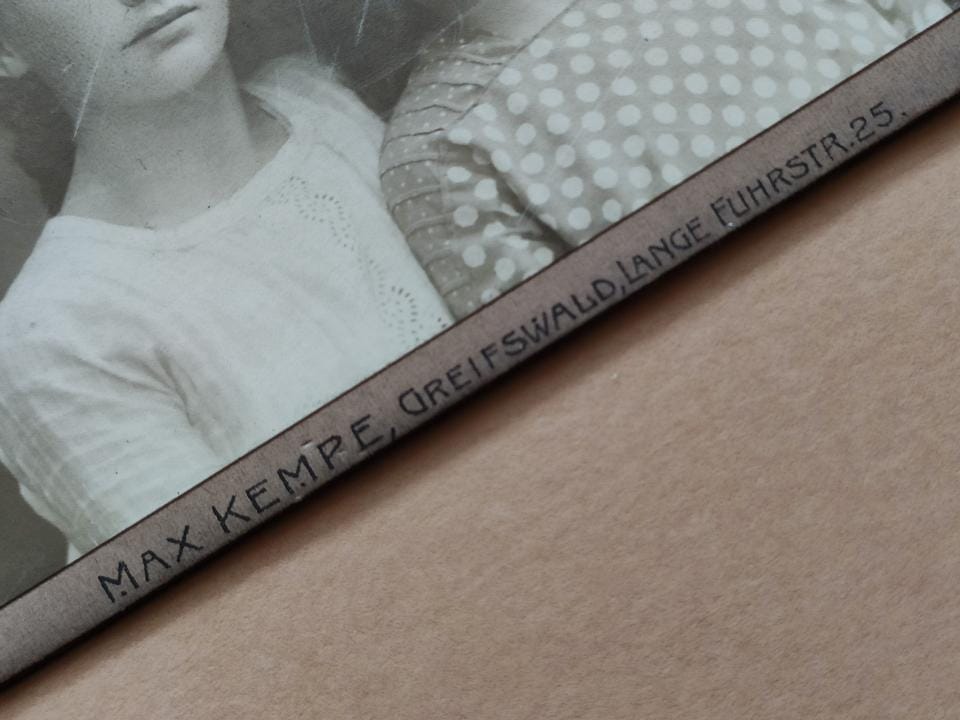 MAX KEMPE, GREIFSWALD, LANGE FUHRSTR. 25.